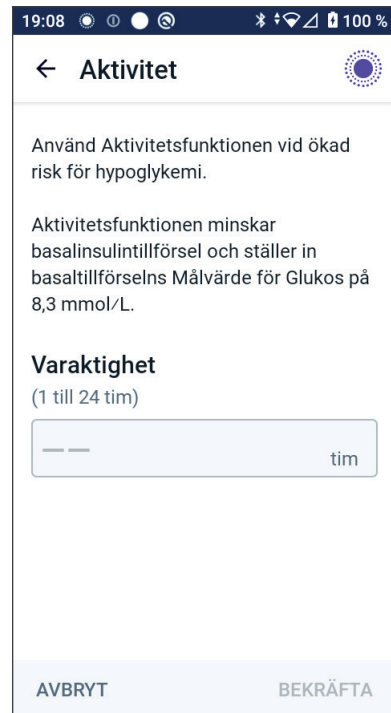 19:08 100 %
Aktivitet
Använd Aktivitetsfunktionen vid ökad
risk för hypoglykemi.
Aktivitetsfunktionen minskar
basalinsulintillförsel och ställer in
basaltillförselns Målvärde för Glukos på
8,3 mmol/L.
Varaktighet
(1 till 24 tim)
— — tim
AVBRYT BEKRÄFTA